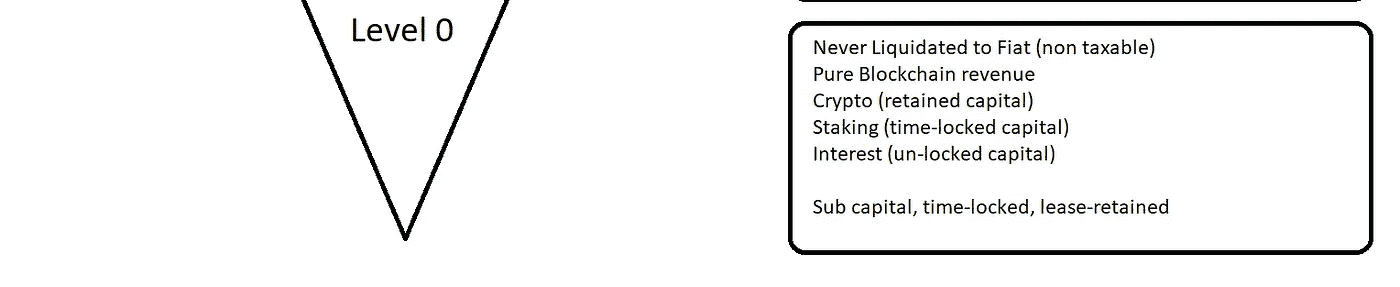 Level 0
Never Liquidated to Fiat (non taxable)
Pure Blockchain revenue
Crypto (retained capital)
Staking (time-locked capital)
Interest (un-locked capital)
Sub capital, time-locked, lease-retained